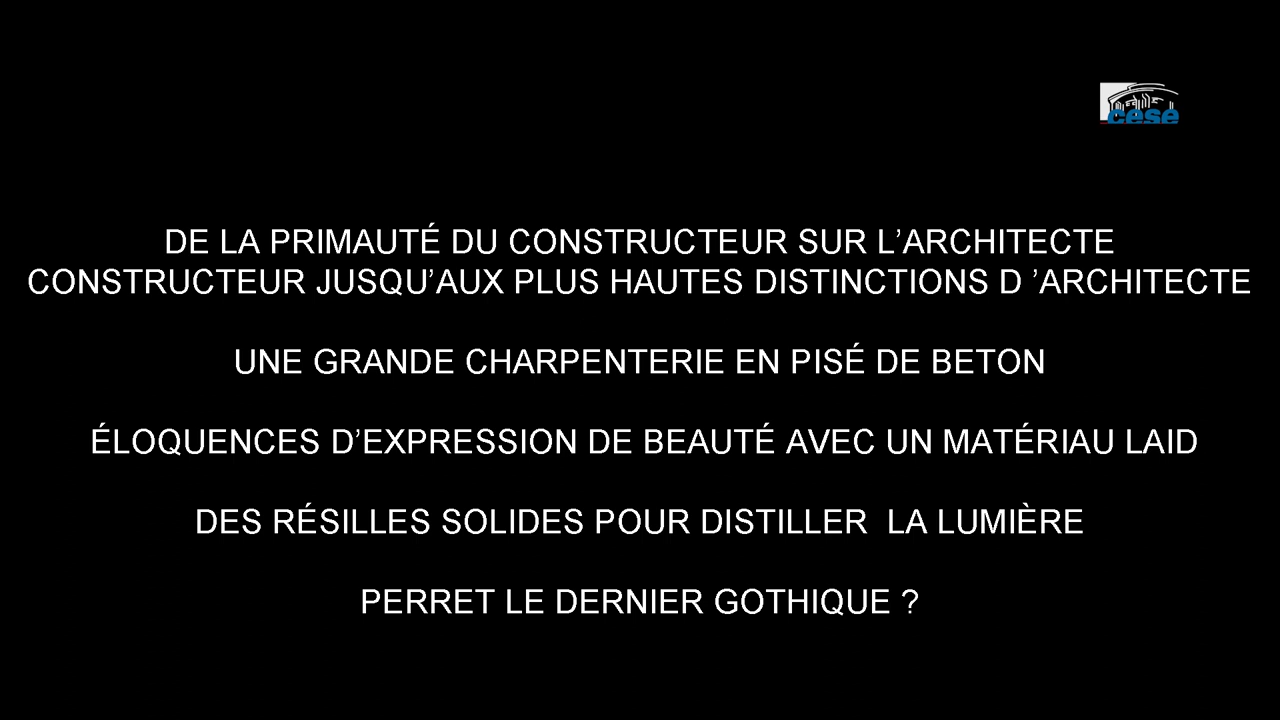 cese
DE LA PRIMAUTÉ DU CONSTRUCTEUR SUR L’ARCHITECTE
CONSTRUCTEUR JUSQU’AUX PLUS HAUTES DISTINCTIONS D ’ARCHITECTE
UNE GRANDE CHARPENTERIE EN PISÉ DE BETON
ÉLOQUENCES D’EXPRESSION DE BEAUTÉ AVEC UN MATÉRIAU LAID
DES RÉSILLES SOLIDES POUR DISTILLER  LA LUMIÈRE
PERRET LE DERNIER GOTHIQUE ?